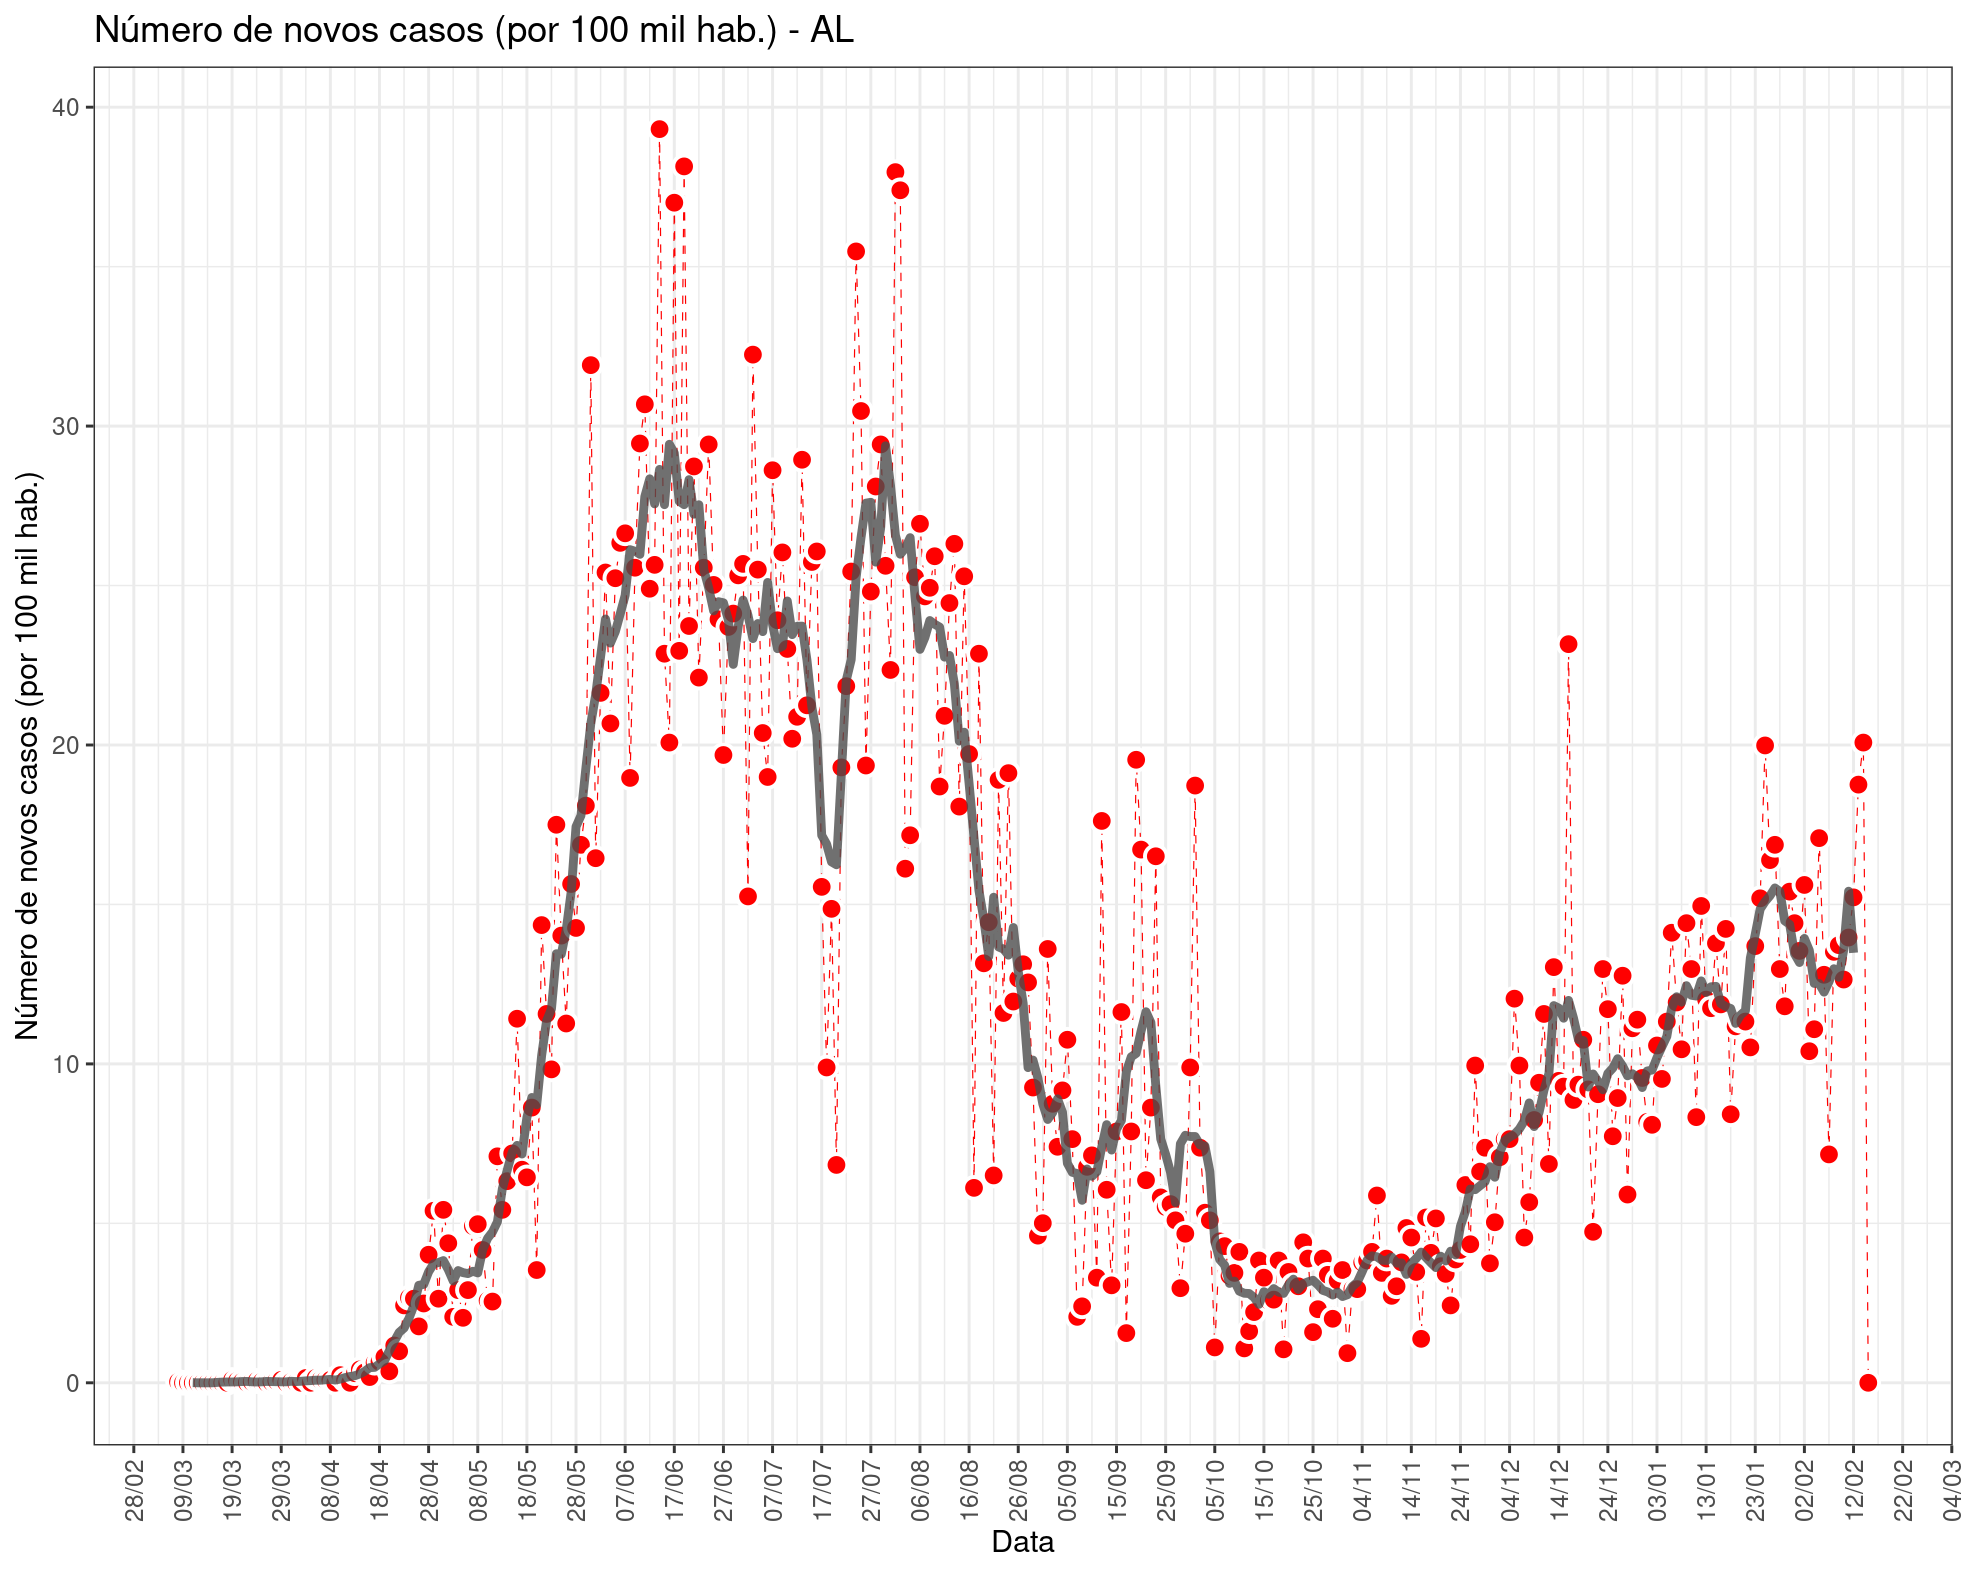 Número de novos casos (por 100 mil hab.) - AL
Número de novos casos (por 100 mil hab.)
40
30
20
10
0
28/02 09/03 19/03 29/03 08/04 18/04 28/04 08/05 18/05 28/05 07/06 17/06 27/06 07/07 17/07 27/07 06/08 16/08 26/08 05/09 15/09 25/09 05/10 15/10 25/10 04/11 14/11 24/11 04/12 14/12 24/12 03/01 13/01 23/01 02/02 12/02 22/02 04/03
Data